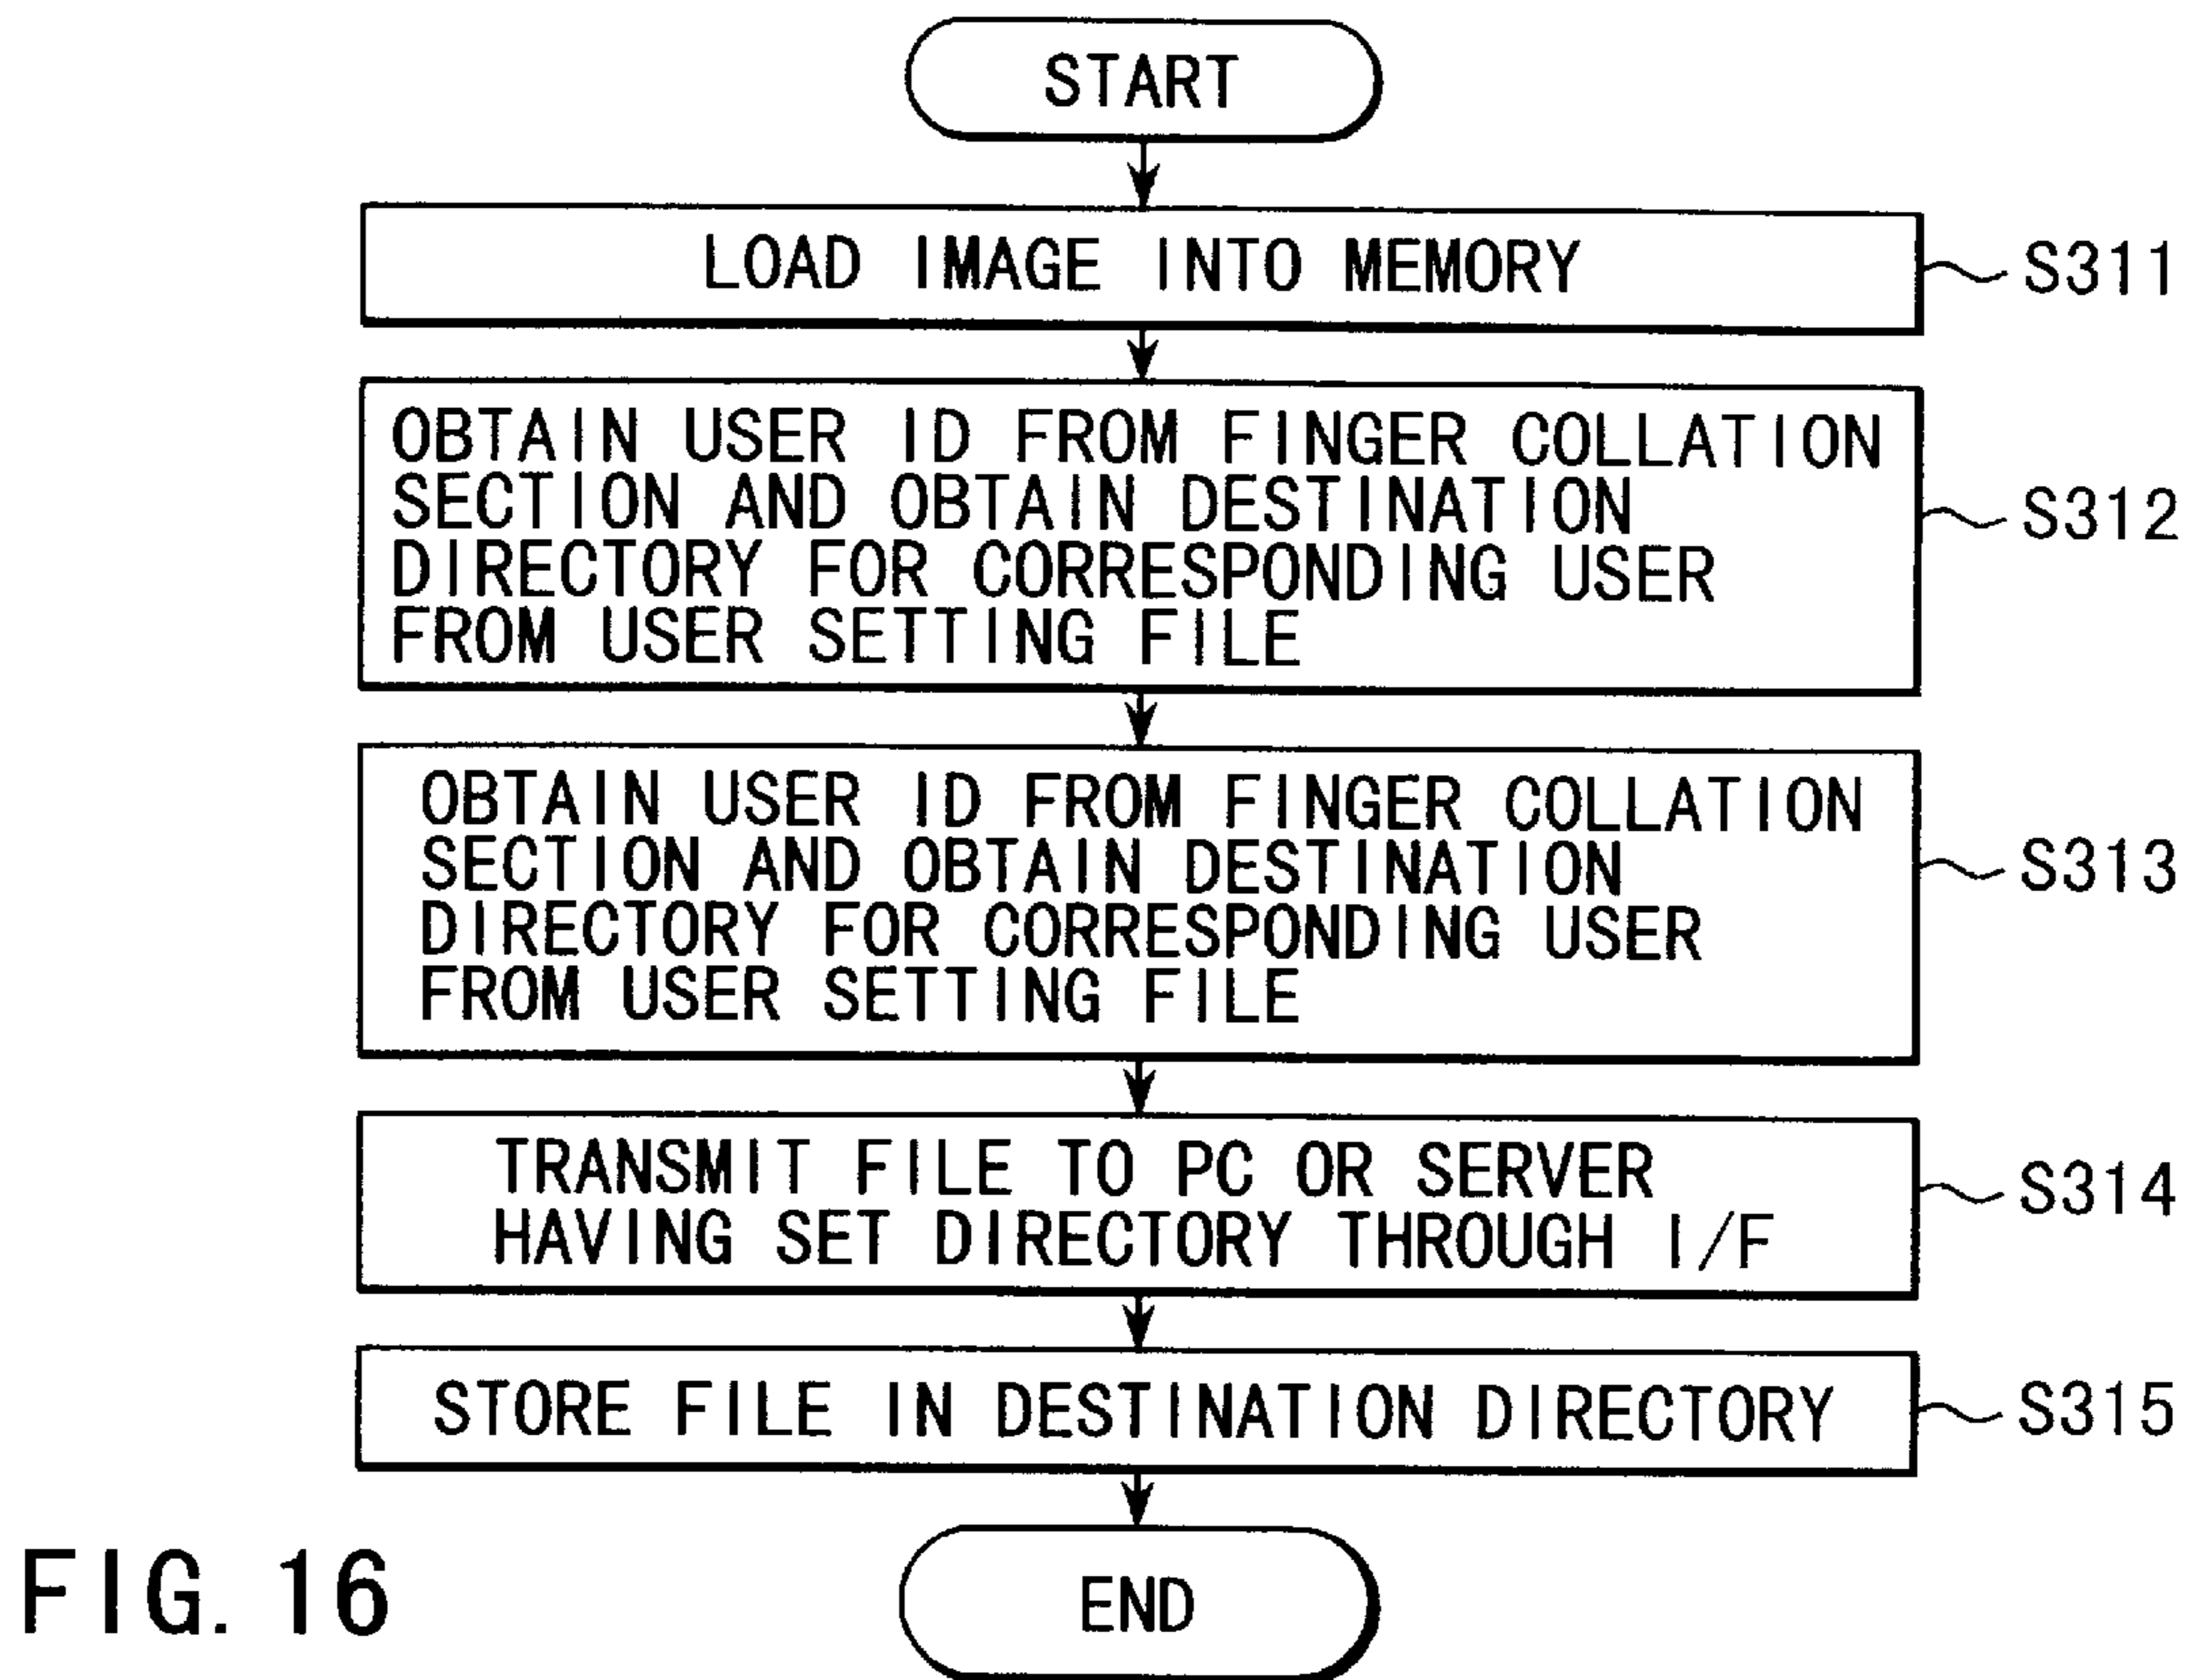 START
LOAD IMAGE INTO MEMORY
S311
OBTAIN USER ID FROM FINGER COLLATION
SECTION AND OBTAIN DESTINATION
DIRECTORY FOR CORRESPONDING USER
FROM USER SETTING FILE
S312
OBTAIN USER ID FROM FINGER COLLATION
SECTION AND OBTAIN DESTINATION
DIRECTORY FOR CORRESPONDING USER
FROM USER SETTING FILE
S313
TRANSMIT FILE TO PC OR SERVER
HAVING SET DIRECTORY THROUGH I/F
S314
STORE FILE IN DESTINATION DIRECTORY
S315
END
FIG. 16